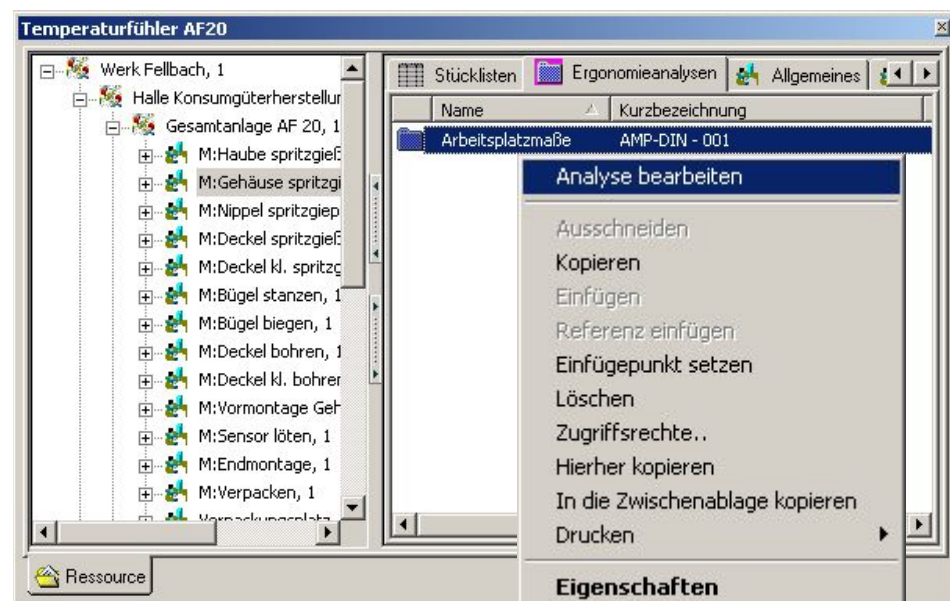 Temperaturfühler AF20
Werk Fellbach, 1
Halle Konsumgüterherstellur
Gesamtanlage AF 20, 1
M:Haube spritzgieß
M:Gehäuse spritzgi
M:Nippel spritzgiep
M:Deckel spritzgieß
M:Deckel kl. spritzg
M:Bügel stanzen, 1
M:Bügel biegen, 1
M:Deckel bohren, 1
M:Deckel kl. bohrer
M:Vormontage Geh
M:Sensor löten, 1
M:Endmontage, 1
M:Verpacken, 1
Verpackungsplatz
Ressource
Stücklisten Ergonomieanalysen Allgemeines
Name Kurzbezeichnung
Arbeitsplatzmaße AMP-DIN - 001
Analyse bearbeiten
Ausschneiden
Kopieren
Einfügen
Referenz einfügen
Einfügepunkt setzen
Löschen
Zugriffsrechte..
Hierher kopieren
In die Zwischenablage kopieren
Drucken
Eigenschaften